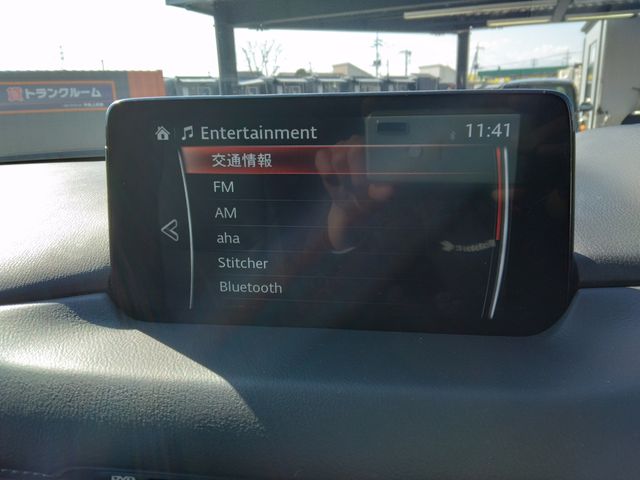 トランクルーム
Entertainment
11:41
交通情報
FM
AM
aha
Stitcher
Bluetooth
DVD